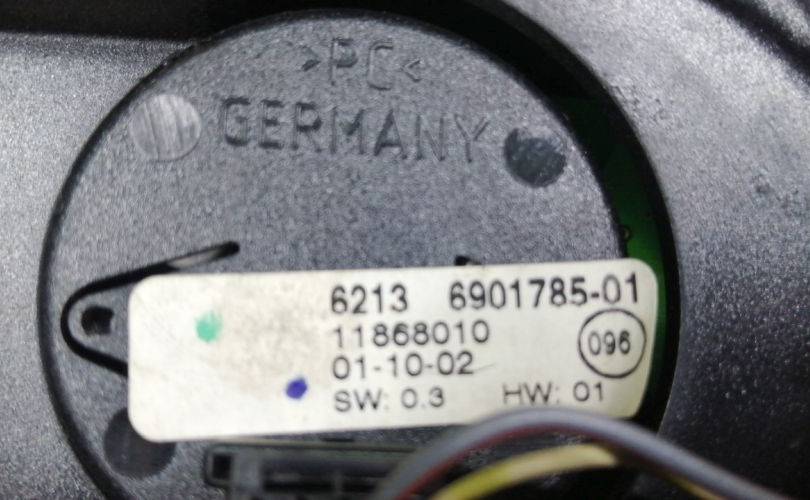 >PC<
GERMANY
6213 6901785-01
11868010
096
01-10-02
SW: 0.3 HW: 01